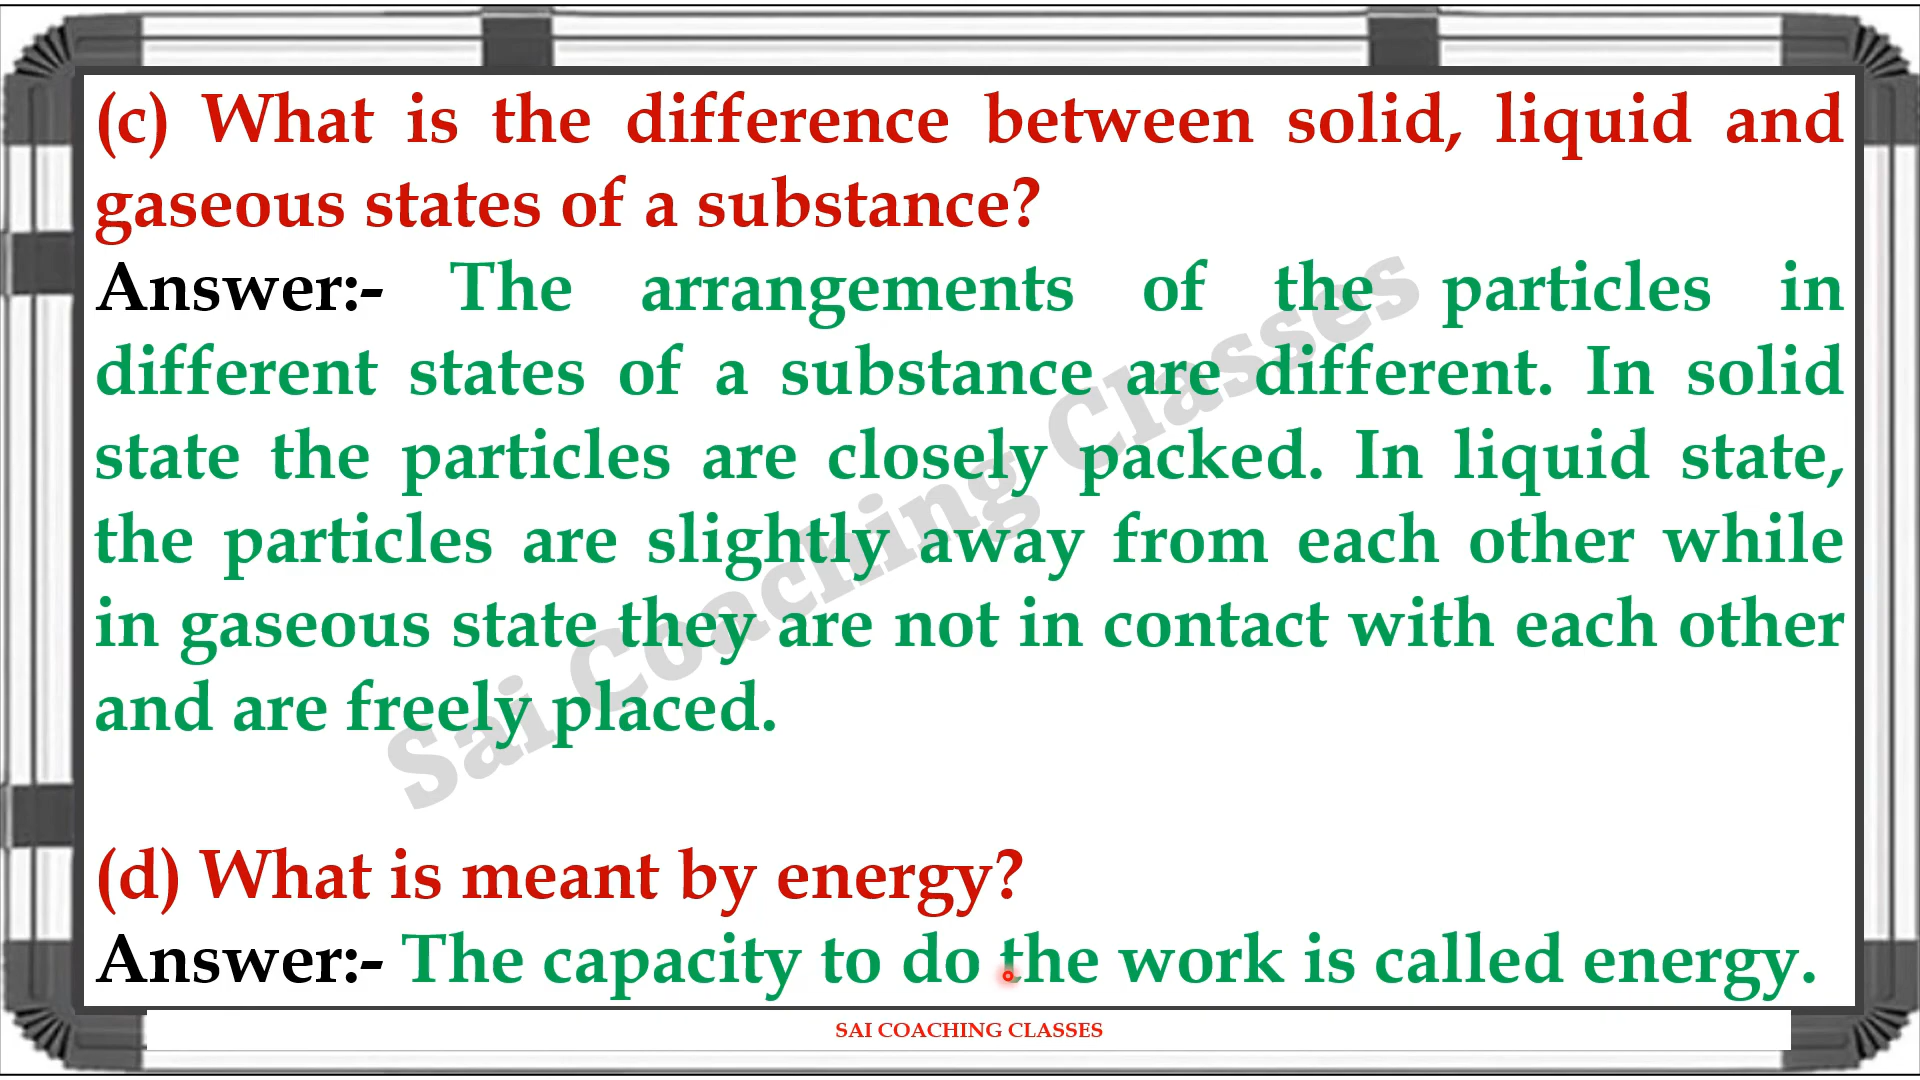 (c) What is the difference between solid, liquid and
gaseous states of a substance?
Answer:- The arrangements of the particles in
different states of a substance are different. In solid
state the particles are closely packed. In liquid state,
the particles are slightly away from each other while
in gaseous state they are not in contact with each other
and are freely placed.
Sai Coaching Classes
(d) What is meant by energy?
Answer:- The capacity to do the work is called energy.
SAI COACHING CLASSES